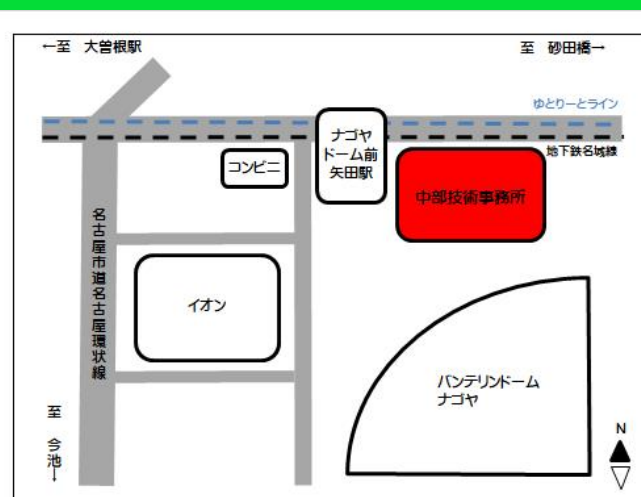 ←至 大曽根駅
至 砂田橋→
ゆとりーとライン
地下鉄名城線
ナゴヤ
ドーム前
矢田駅
コンビニ
中部技術事務所
名古屋市道名古屋環状線
イオン
バンテリンドーム
ナゴヤ
至 今池→
N